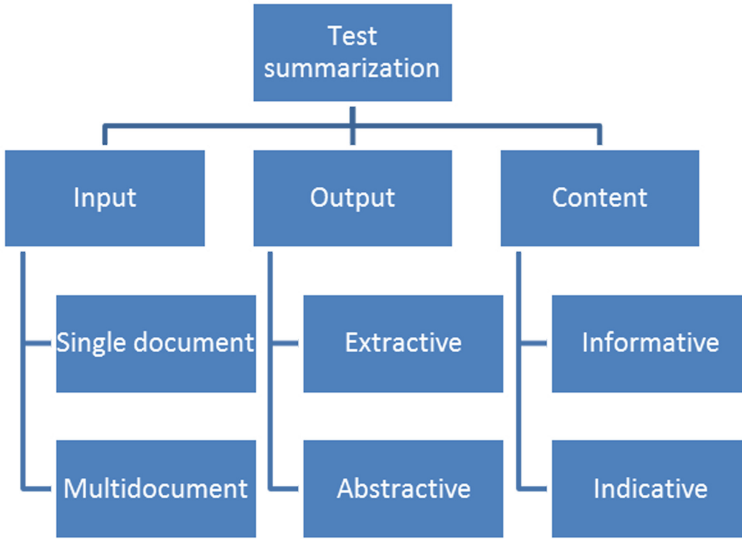 Test
summarization
Input
Output
Content
Single document
Extractive
Informative
Multidocument
Abstractive
Indicative